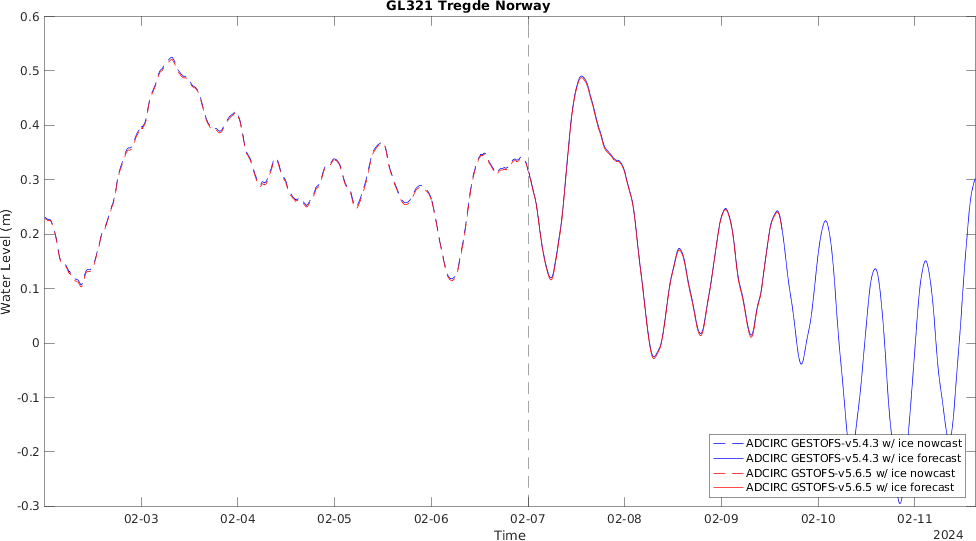 GL321 Tregde Norway
0.6
0.5
0.4
0.3
0.2
0.1
0
-0.1
-0.2
-0.3
Water Level (m)
ADCIRC GESTOFS-v5.4.3 w/ ice nowcast
ADCIRC GESTOFS-v5.4.3 w/ ice forecast
ADCIRC GSTOFS-v5.6.5 w/ ice nowcast
ADCIRC GSTOFS-v5.6.5 w/ ice forecast
02-03 02-04 02-05 02-06 02-07 02-08 02-09 02-10 02-11
Time
2024